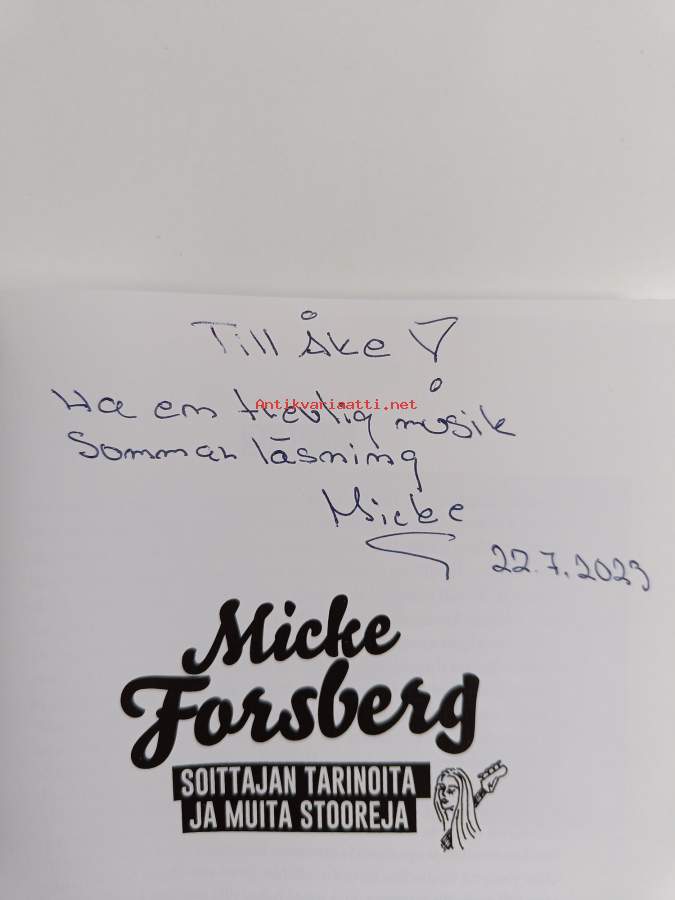 Till Åke
Antikvariaatti.net
Ha en trevlig musik
Sommar läsning
Micke
22.7.2023
Micke
Forsberg
SOITTAJAN TARINOITA
JA MUITA STOOREJA